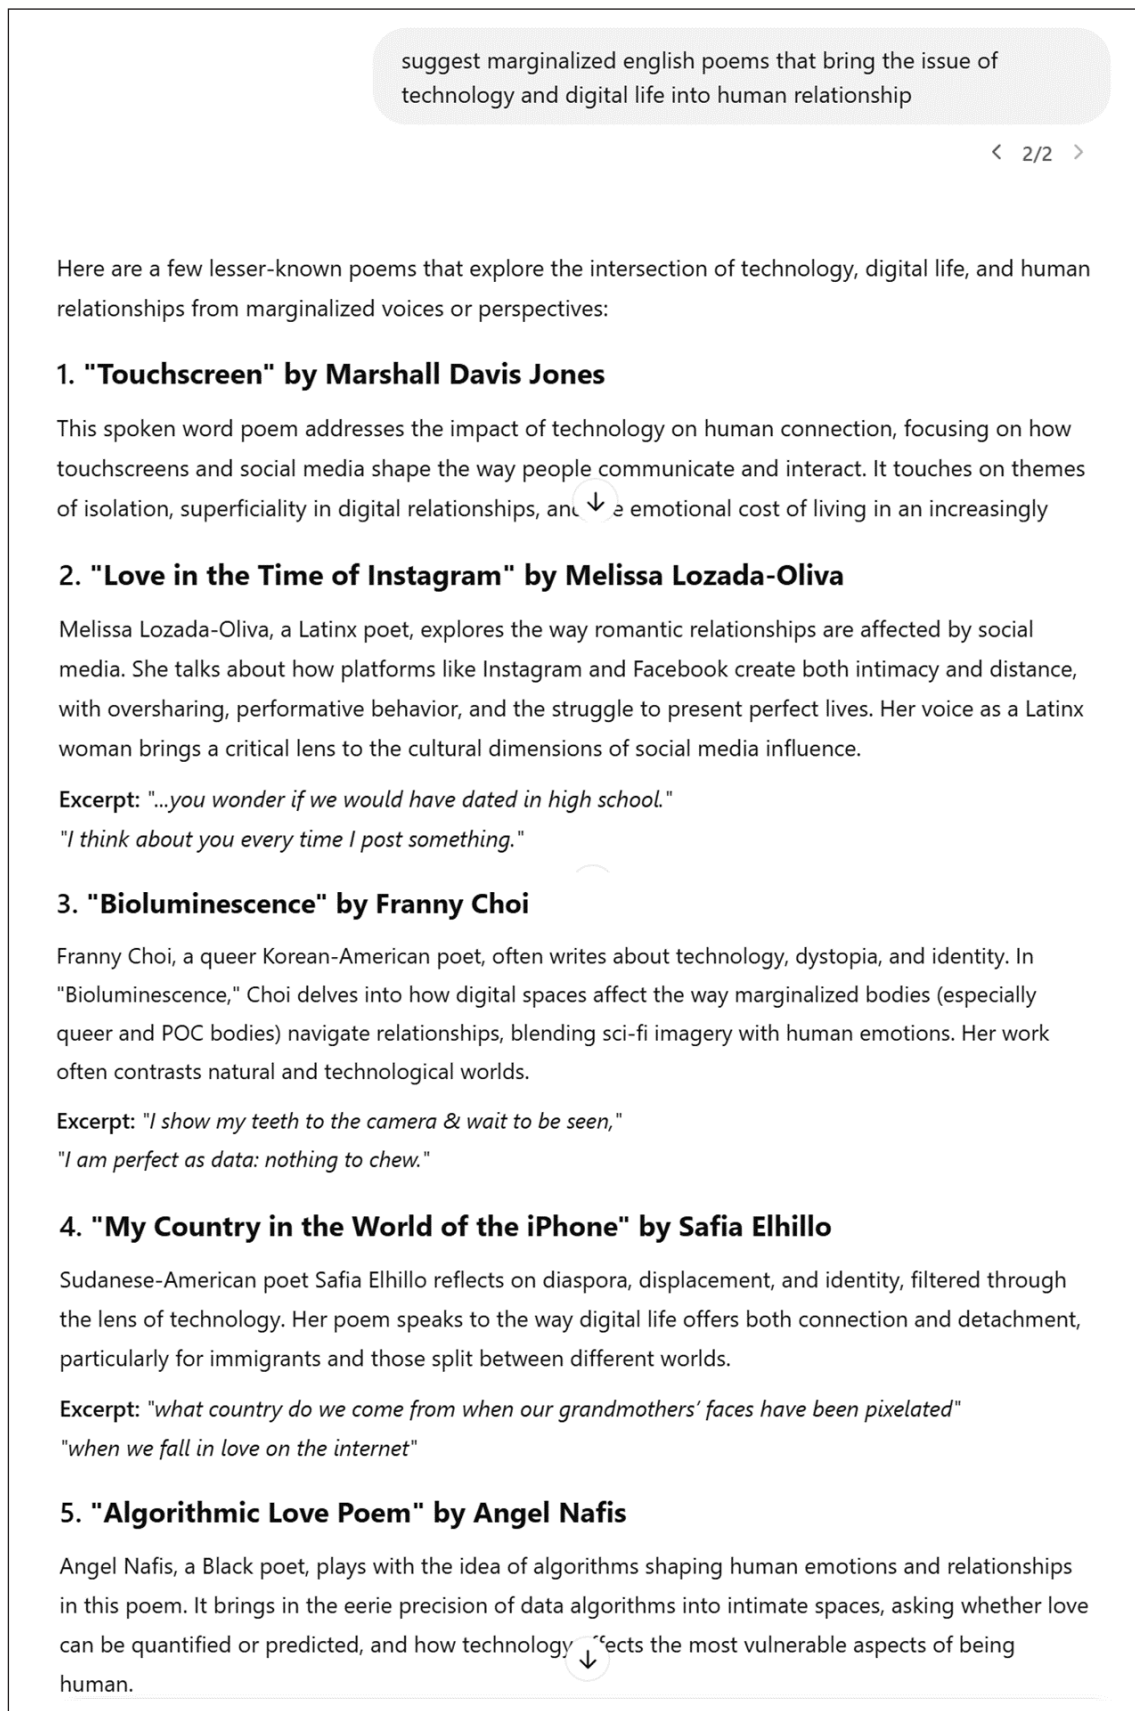 suggest marginalized english poems that bring the issue of
technology and digital life into human relationship
2/2
Here are a few lesser-known poems that explore the intersection of technology, digital life, and human
relationships from marginalized voices or perspectives:
1. "Touchscreen" by Marshall Davis Jones
This spoken word poem addresses the impact of technology on human connection, focusing on how
touchscreens and social media shape the way people communicate and interact. It touches on themes
of isolation, superficiality in digital relationships, emotional cost of living in an increasingly
2. "Love in the Time of Instagram" by Melissa Lozada-Oliva
Melissa Lozada-Oliva, a Latinx poet, explores the way romantic relationships are affected by social
media. She talks about how platforms like Instagram and Facebook create both intimacy and distance,
with oversharing, performative behavior, and the struggle to present perfect lives. Her voice as a Latinx
woman brings a critical lens to the cultural dimensions of social media influence.
Excerpt: "...you wonder if we would have dated in high school."
"I think about you every time I post something."
3. "Bioluminescence" by Franny Choi
Franny Choi, a queer Korean-American poet, often writes about technology, dystopia, and identity. In
"Bioluminescence," Choi delves into how digital spaces affect the way marginalized bodies (especially
queer and POC bodies) navigate relationships, blending sci-fi imagery with human emotions. Her work
often contrasts natural and technological worlds.
Excerpt: "I show my teeth to the camera & wait to be seen,"
"I am perfect as data: nothing to chew."
4. "My Country in the World of the iPhone" by Safia Elhillo
Sudanese-American poet Safia Elhillo reflects on diaspora, displacement, and identity, filtered through
the lens of technology. Her poem speaks to the way digital life offers both connection and detachment,
particularly for immigrants and those split between different worlds.
Excerpt: "what country do we come from when our grandmothers' faces have been pixelated"
"when we fall in love on the internet"
5. "Algorithmic Love Poem" by Angel Nafis
Angel Nafis, a Black poet, plays with the idea of algorithms shaping human emotions and relationships
in this poem. It brings in the eerie precision of data algorithms into intimate spaces, asking whether love
can be quantified or predicted, and how technology affects the most vulnerable aspects of being
human.